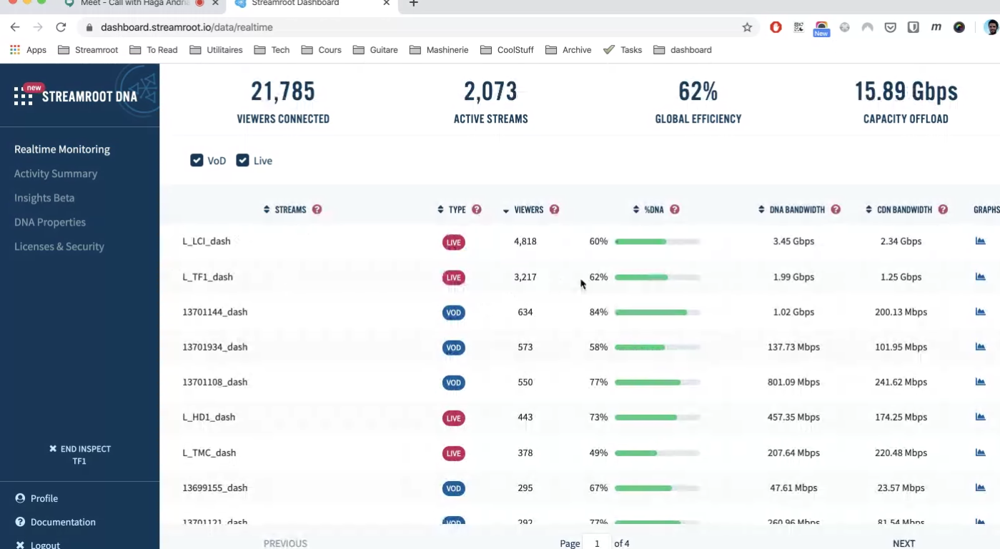 Meet - Call with Haga Andria
Streamroot Dashboard
dashboard.streamroot.io/data/realtime
New
m
Apps Streamroot To Read Utilitaires Tech Cours Guitare Mashinerie CoolStuff Archive Tasks dashboard
new
STREAMROOT DNA
Realtime Monitoring
Activity Summary
Insights Beta
DNA Properties
Licenses & Security
END INSPECT
TF1
Profile
Documentation
Logout
21,785 2,073 62% 15.89 Gbps
VIEWERS CONNECTED ACTIVE STREAMS GLOBAL EFFICIENCY CAPACITY OFFLOAD
VoD Live
STREAMS ? TYPE ? VIEWERS ? %DNA ? DNA BANDWIDTH ? CDN BANDWIDTH ? GRAPHS
L_LCI_dash LIVE 4,818 60% 3.45 Gbps 2.34 Gbps
L_TF1_dash LIVE 3,217 62% 1.99 Gbps 1.25 Gbps
13701144_dash VOD 634 84% 1.02 Gbps 200.13 Mbps
13701934_dash VOD 573 58% 137.73 Mbps 101.95 Mbps
13701108_dash VOD 550 77% 801.09 Mbps 241.62 Mbps
L_HD1_dash LIVE 443 73% 457.35 Mbps 174.25 Mbps
L_TMC_dash LIVE 378 49% 207.64 Mbps 220.48 Mbps
13699155_dash VOD 295 67% 47.61 Mbps 23.57 Mbps
13701121_dash VOD 292 77% 260.96 Mbps 81.54 Mbps
PREVIOUS Page 1 of 4 NEXT